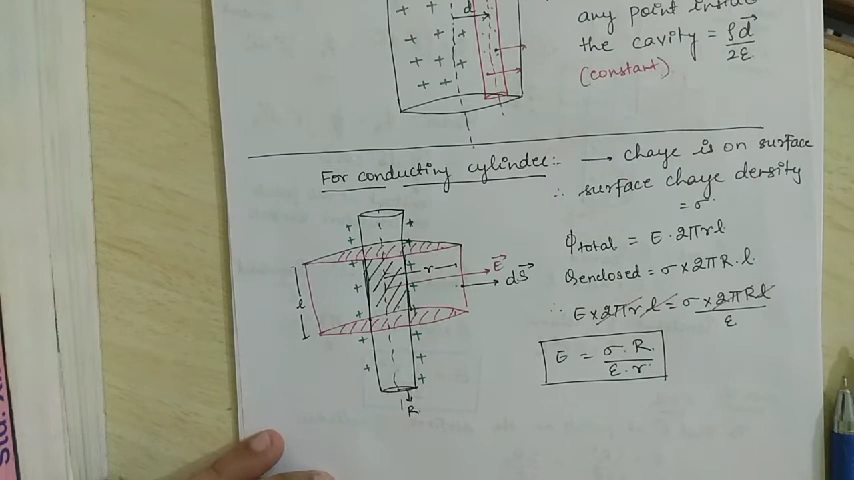 d
any point inside
the cavity = ρd⃗/2ε
(constant)
For conducting cylinder:- → charge is on surface
∴ surface charge density
= σ.
ϕtotal = E·2πrl
Qenclosed = σ×2πR.l
∴ E×2πrl = σ×2πRl/ε
E = σ.R/ε.r
+ + + + + + + + + + + +
r
E⃗
dS⃗
l
R
Std.